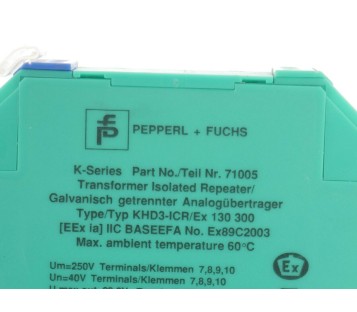 PEPPERL + FUCHS
K-Series Part No./Teil Nr. 71005
Transformer Isolated Repeater/
Galvanisch getrennter Analogübertrager
Type/Typ KHD3-ICR/Ex 130 300
[EEx ia] IIC BASEEFA No. Ex89C2003
Max. ambient temperature 60°C
Um=250V Terminals/Klemmen 7,8,9,10
Un=40V Terminals/Klemmen 7,8,9,10
Ex